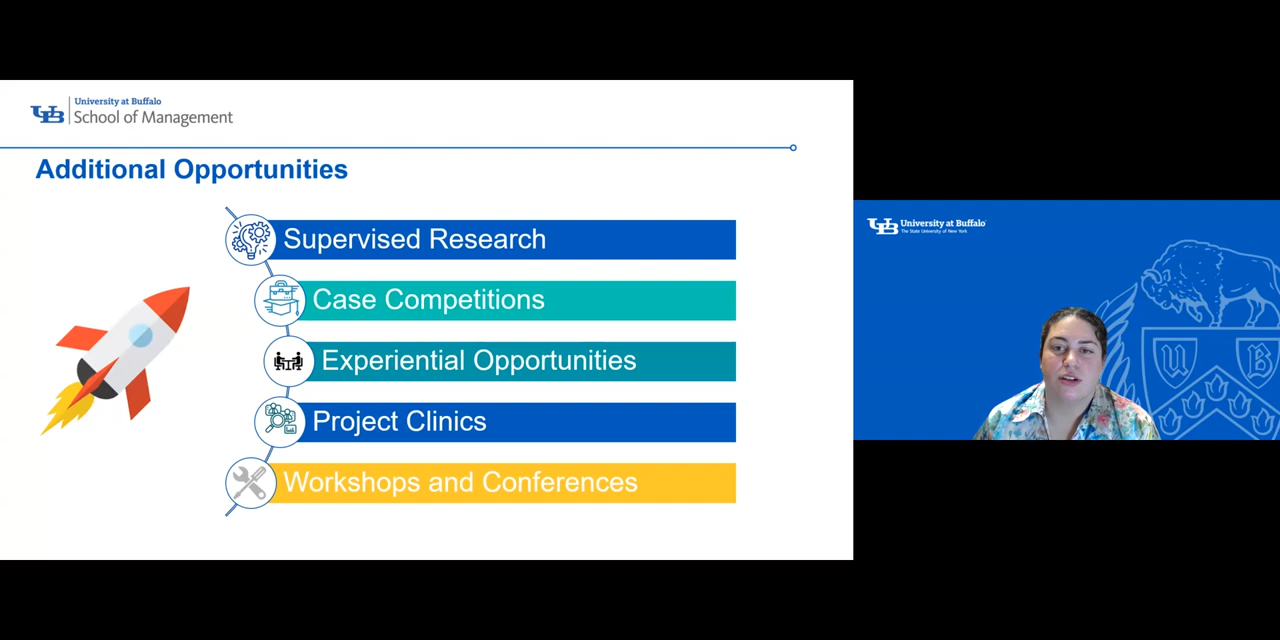 University at Buffalo
School of Management
Additional Opportunities
Supervised Research
Case Competitions
Experiential Opportunities
Project Clinics
Workshops and Conferences
UB University at Buffalo
The State University of New York
U B